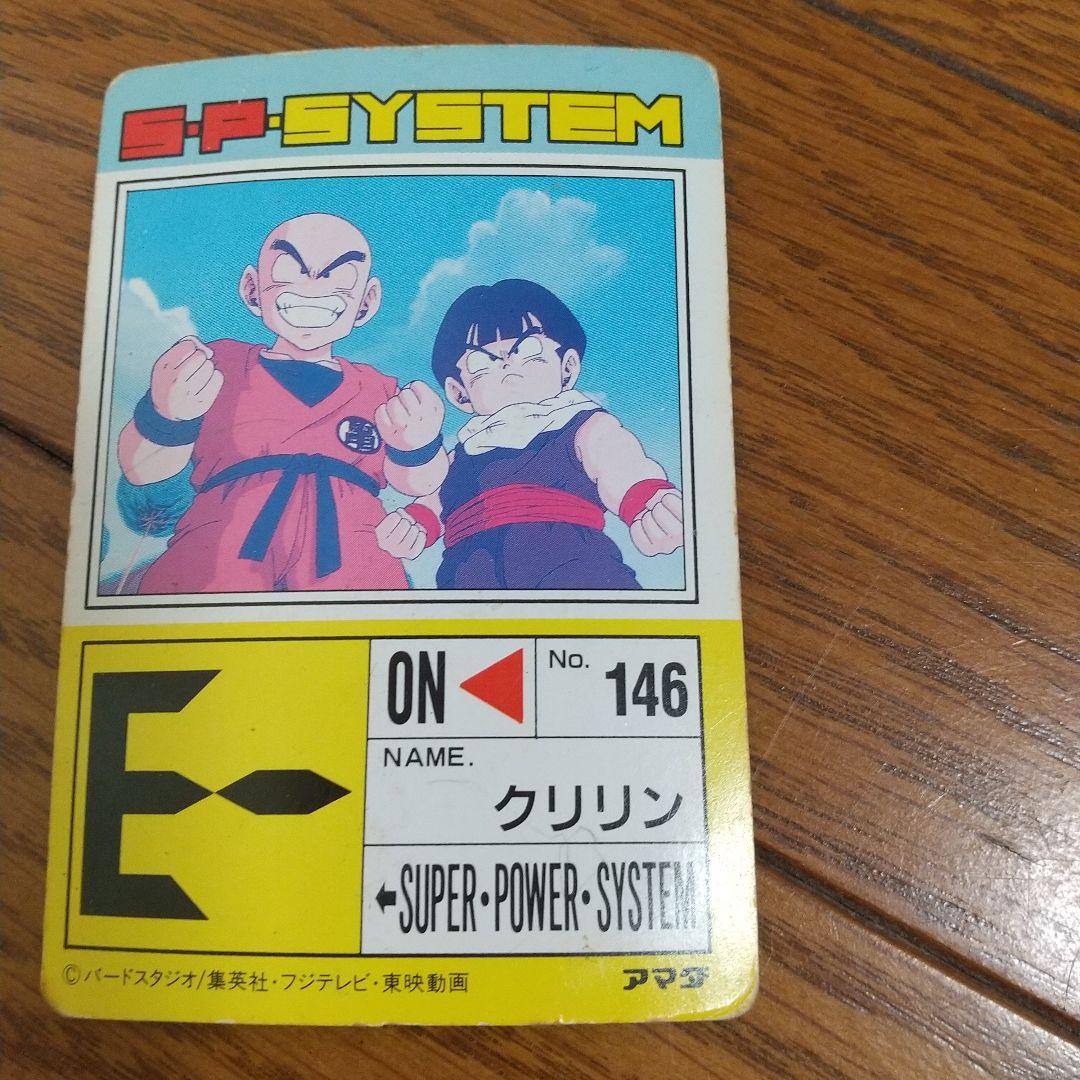 S·P·SYSTEM
E-
ON
No. 146
NAME.
クリリン
←SUPER·POWER·SYSTEM
©バードスタジオ/集英社・フジテレビ・東映動画
アマダ